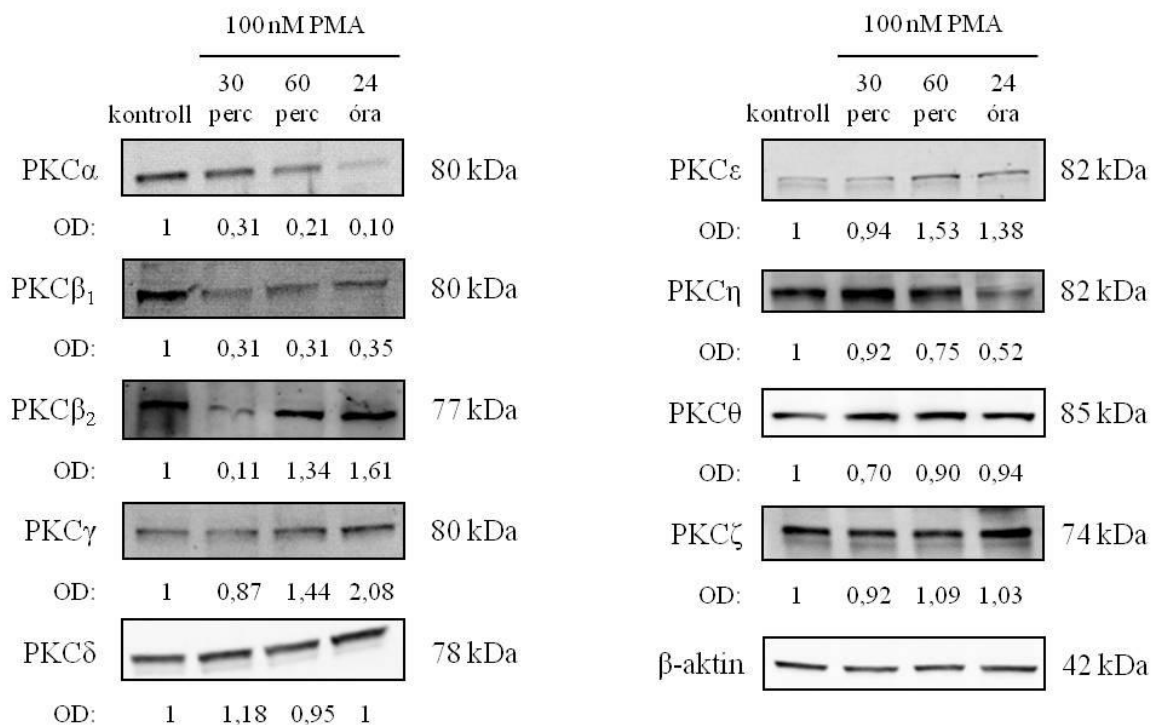 100 nM PMA
kontroll 30 perc 60 perc 24 óra
PKCα 80 kDa
OD: 1 0,31 0,21 0,10
PKCβ1 80 kDa
OD: 1 0,31 0,31 0,35
PKCβ2 77 kDa
OD: 1 0,11 1,34 1,61
PKCγ 80 kDa
OD: 1 0,87 1,44 2,08
PKCδ 78 kDa
OD: 1 1,18 0,95 1
100 nM PMA
kontroll 30 perc 60 perc 24 óra
PKCε 82 kDa
OD: 1 0,94 1,53 1,38
PKCη 82 kDa
OD: 1 0,92 0,75 0,52
PKCθ 85 kDa
OD: 1 0,70 0,90 0,94
PKCζ 74 kDa
OD: 1 0,92 1,09 1,03
β-aktin 42 kDa